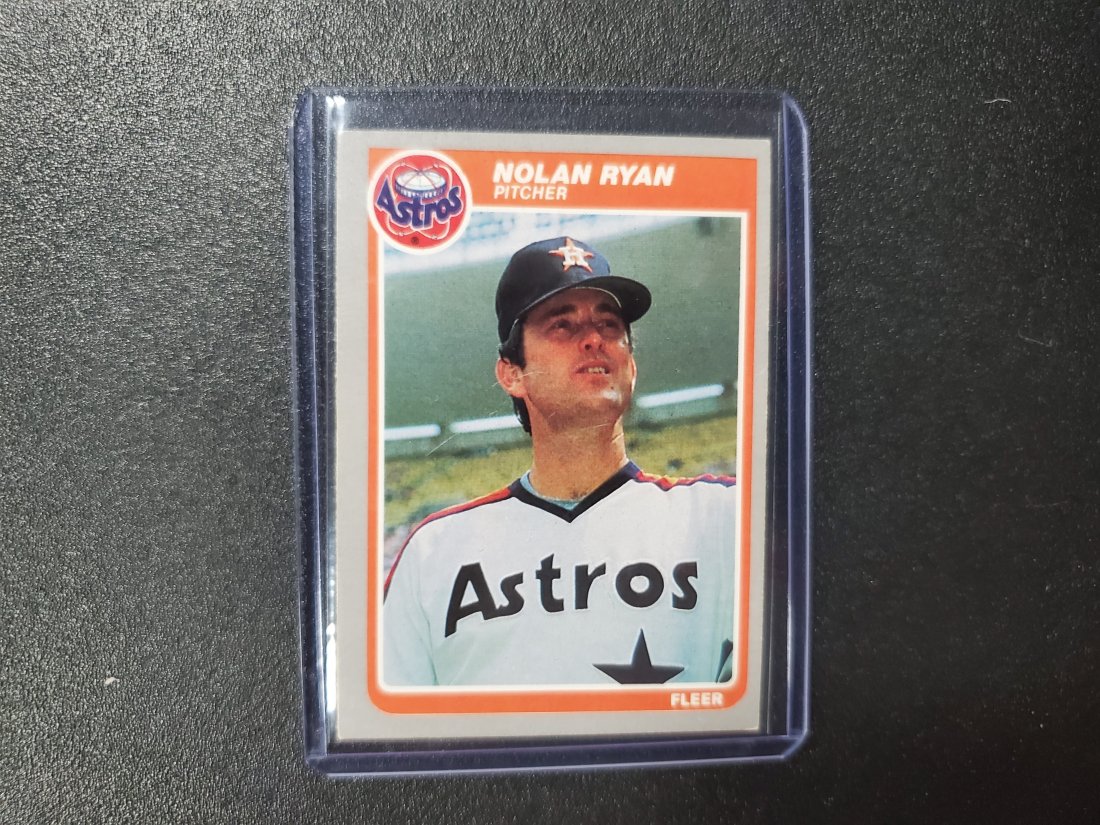 NOLAN RYAN
PITCHER
Astros
®
H
Astros
FLEER